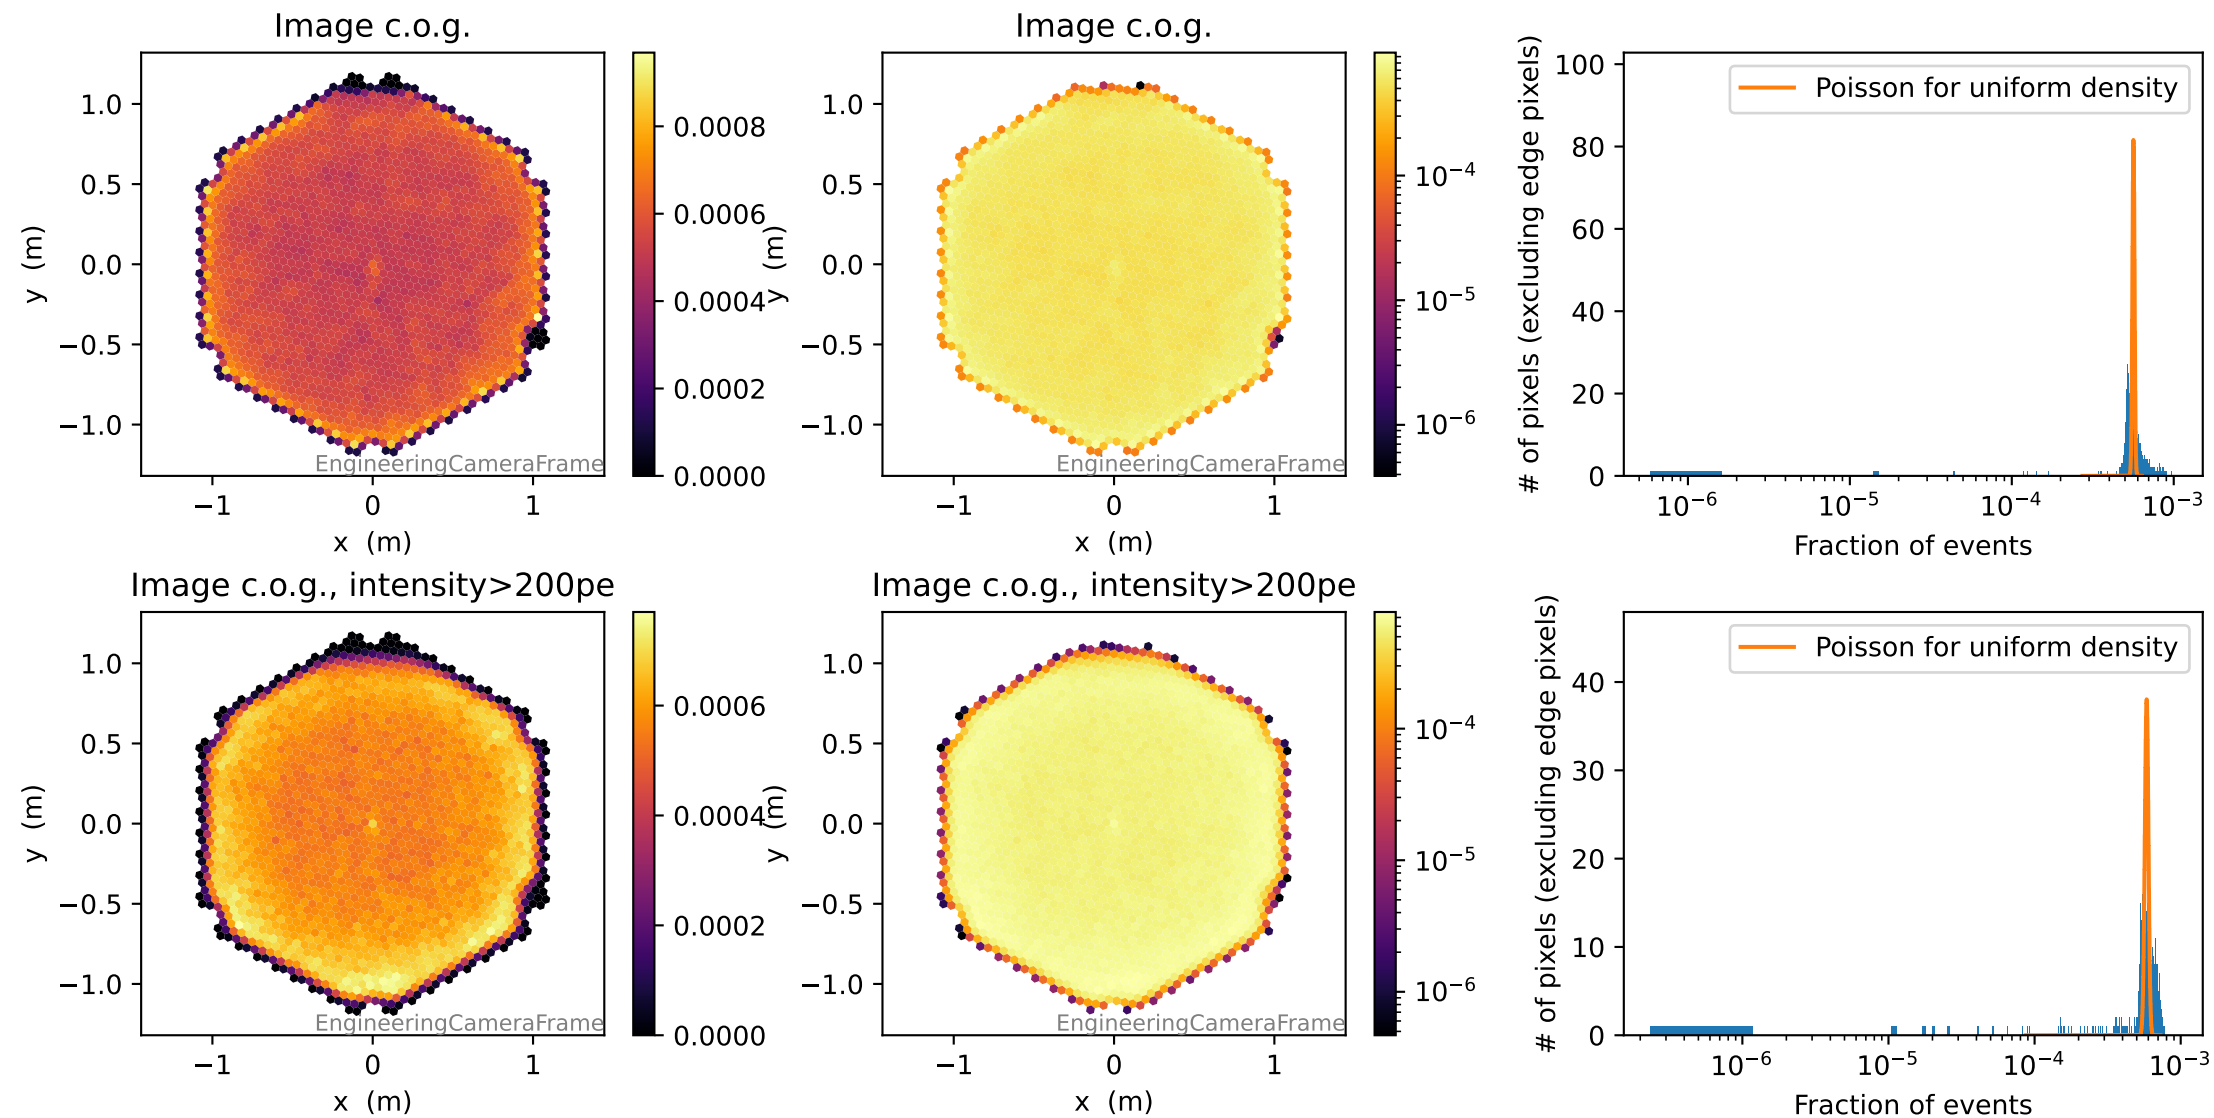 Image c.o.g.
y (m)
1.0
0.5
0.0
−0.5
−1.0
EngineeringCameraFrame
−1 0 1
x (m)
0.0008
0.0006
0.0004
0.0002
0.0000
Image c.o.g.
y (m)
1.0
0.5
0.0
−0.5
−1.0
EngineeringCameraFrame
−1 0 1
x (m)
10⁻⁴
10⁻⁵
10⁻⁶
# of pixels (excluding edge pixels)
100
80
60
40
20
0
Poisson for uniform density
10⁻⁶ 10⁻⁵ 10⁻⁴ 10⁻³
Fraction of events
Image c.o.g., intensity>200pe
y (m)
1.0
0.5
0.0
−0.5
−1.0
EngineeringCameraFrame
−1 0 1
x (m)
0.0006
0.0004
0.0002
0.0000
Image c.o.g., intensity>200pe
y (m)
1.0
0.5
0.0
−0.5
−1.0
EngineeringCameraFrame
−1 0 1
x (m)
10⁻⁴
10⁻⁵
10⁻⁶
# of pixels (excluding edge pixels)
40
30
20
10
0
Poisson for uniform density
10⁻⁶ 10⁻⁵ 10⁻⁴ 10⁻³
Fraction of events